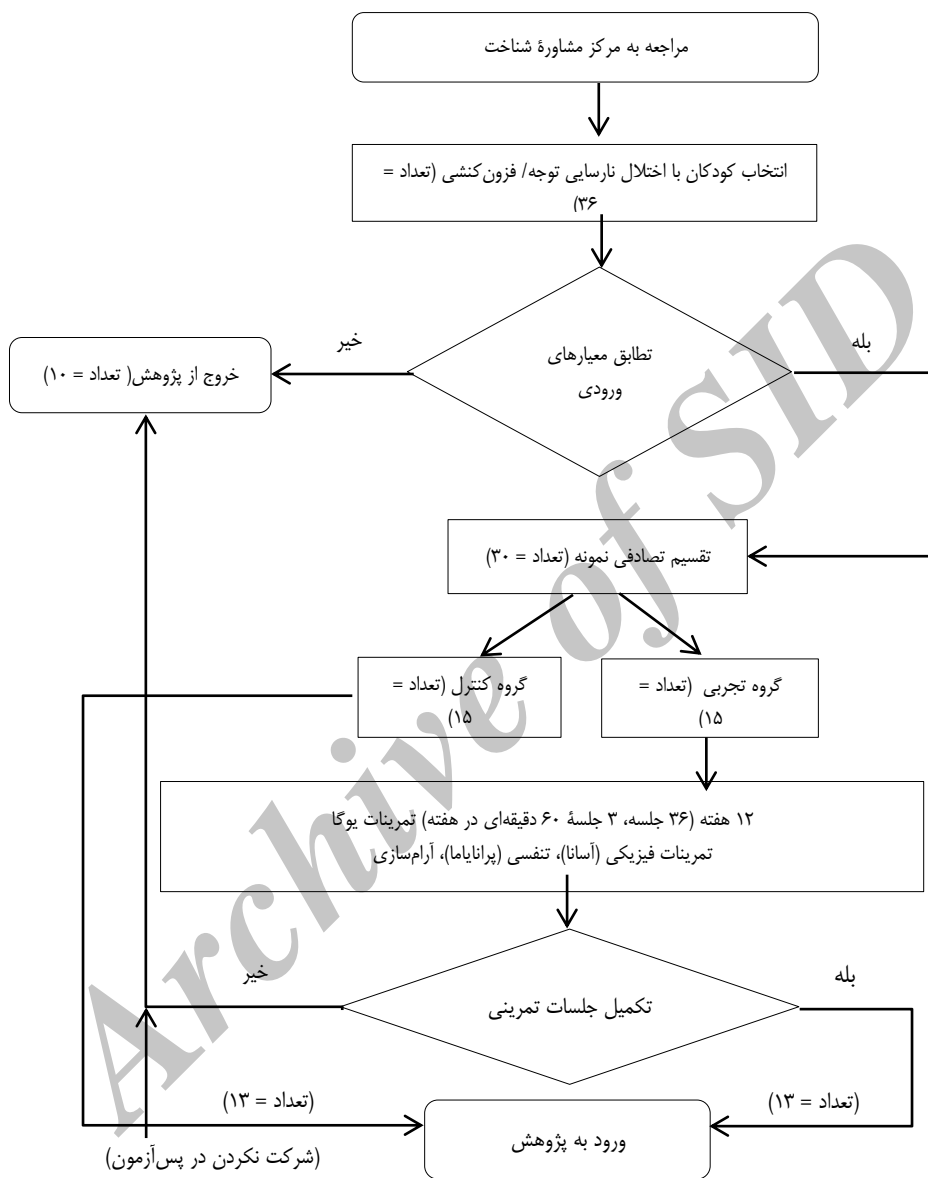 مراجعه به مرکز مشاورۀ شناخت
انتخاب کودکان با اختلال نارسایی توجه/ فزون‌کنشی (تعداد =
۳۶)
تطابق معیارهای
ورودی
بله
خیر
خروج از پژوهش( تعداد = ۱۰)
تقسیم تصادفی نمونه (تعداد = ۳۰)
گروه تجربی (تعداد =
۱۵)
گروه کنترل (تعداد =
۱۵)
۱۲ هفته (۳۶ جلسه، ۳ جلسۀ ۶۰ دقیقه‌ای در هفته) تمرینات یوگا
تمرینات فیزیکی (آسانا)، تنفسی (پرانایاما)، آرام‌سازی
تکمیل جلسات تمرینی
بله
خیر
(تعداد = ۱۳)
(تعداد = ۱۳)
ورود به پژوهش
(شرکت نکردن در پس‌آزمون)
Archive of SID